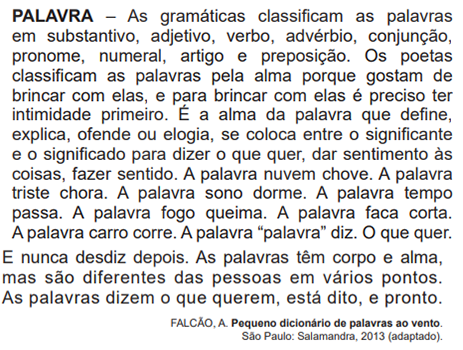 PALAVRA – As gramáticas classificam as palavras
em substantivo, adjetivo, verbo, advérbio, conjunção,
pronome, numeral, artigo e preposição. Os poetas
classificam as palavras pela alma porque gostam de
brincar com elas, e para brincar com elas é preciso ter
intimidade primeiro. É a alma da palavra que define,
explica, ofende ou elogia, se coloca entre o significante
e o significado para dizer o que quer, dar sentimento às
coisas, fazer sentido. A palavra nuvem chove. A palavra
triste chora. A palavra sono dorme. A palavra tempo
passa. A palavra fogo queima. A palavra faca corta.
A palavra carro corre. A palavra “palavra” diz. O que quer.
E nunca desdiz depois. As palavras têm corpo e alma,
mas são diferentes das pessoas em vários pontos.
As palavras dizem o que querem, está dito, e pronto.
FALCÃO, A. Pequeno dicionário de palavras ao vento.
São Paulo: Salamandra, 2013 (adaptado).